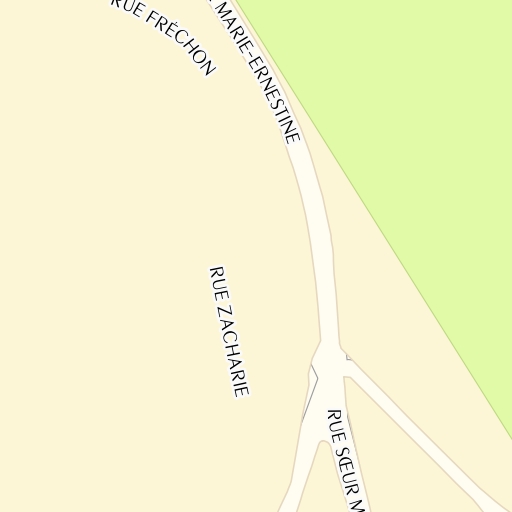 RUE FRÉCHON
MARIE-ERNESTINE
RUE ZACHARIE
RUE SŒUR M